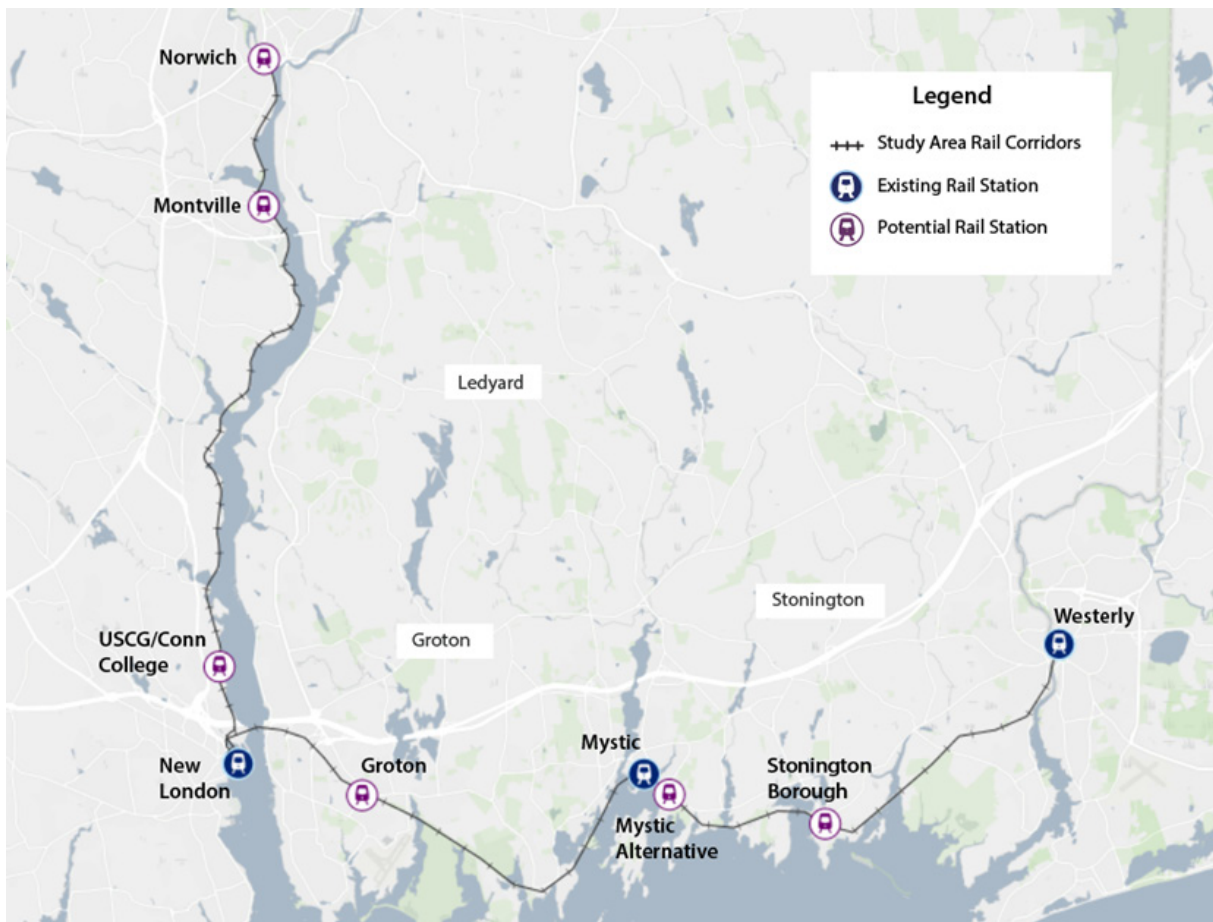 Norwich
Legend
Study Area Rail Corridors
Existing Rail Station
Potential Rail Station
Montville
Ledyard
Stonington
Westerly
USCG/Conn
College
Groton
New
London
Groton
Mystic
Mystic
Alternative
Stonington
Borough